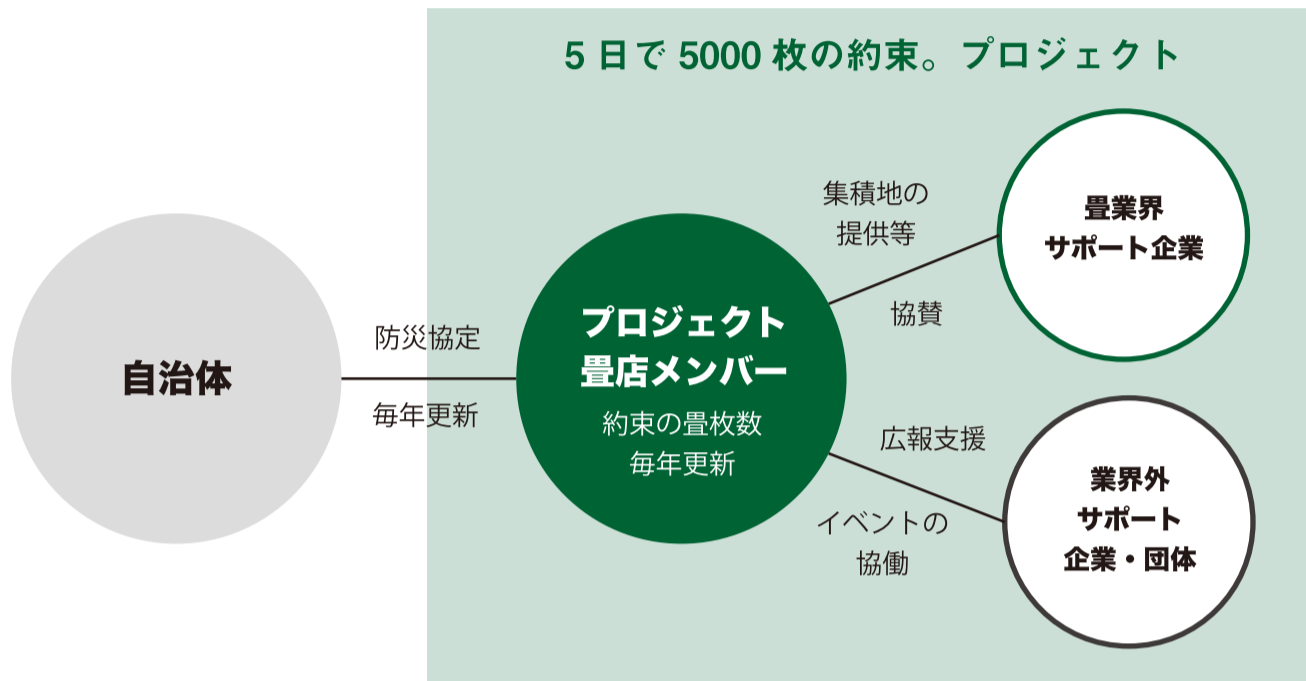 5日で5000枚の約束。プロジェクト
自治体
防災協定
毎年更新
プロジェクト
畳店メンバー
約束の畳枚数
毎年更新
集積地の
提供等
協賛
畳業界
サポート企業
広報支援
イベントの
協働
業界外
サポート
企業・団体